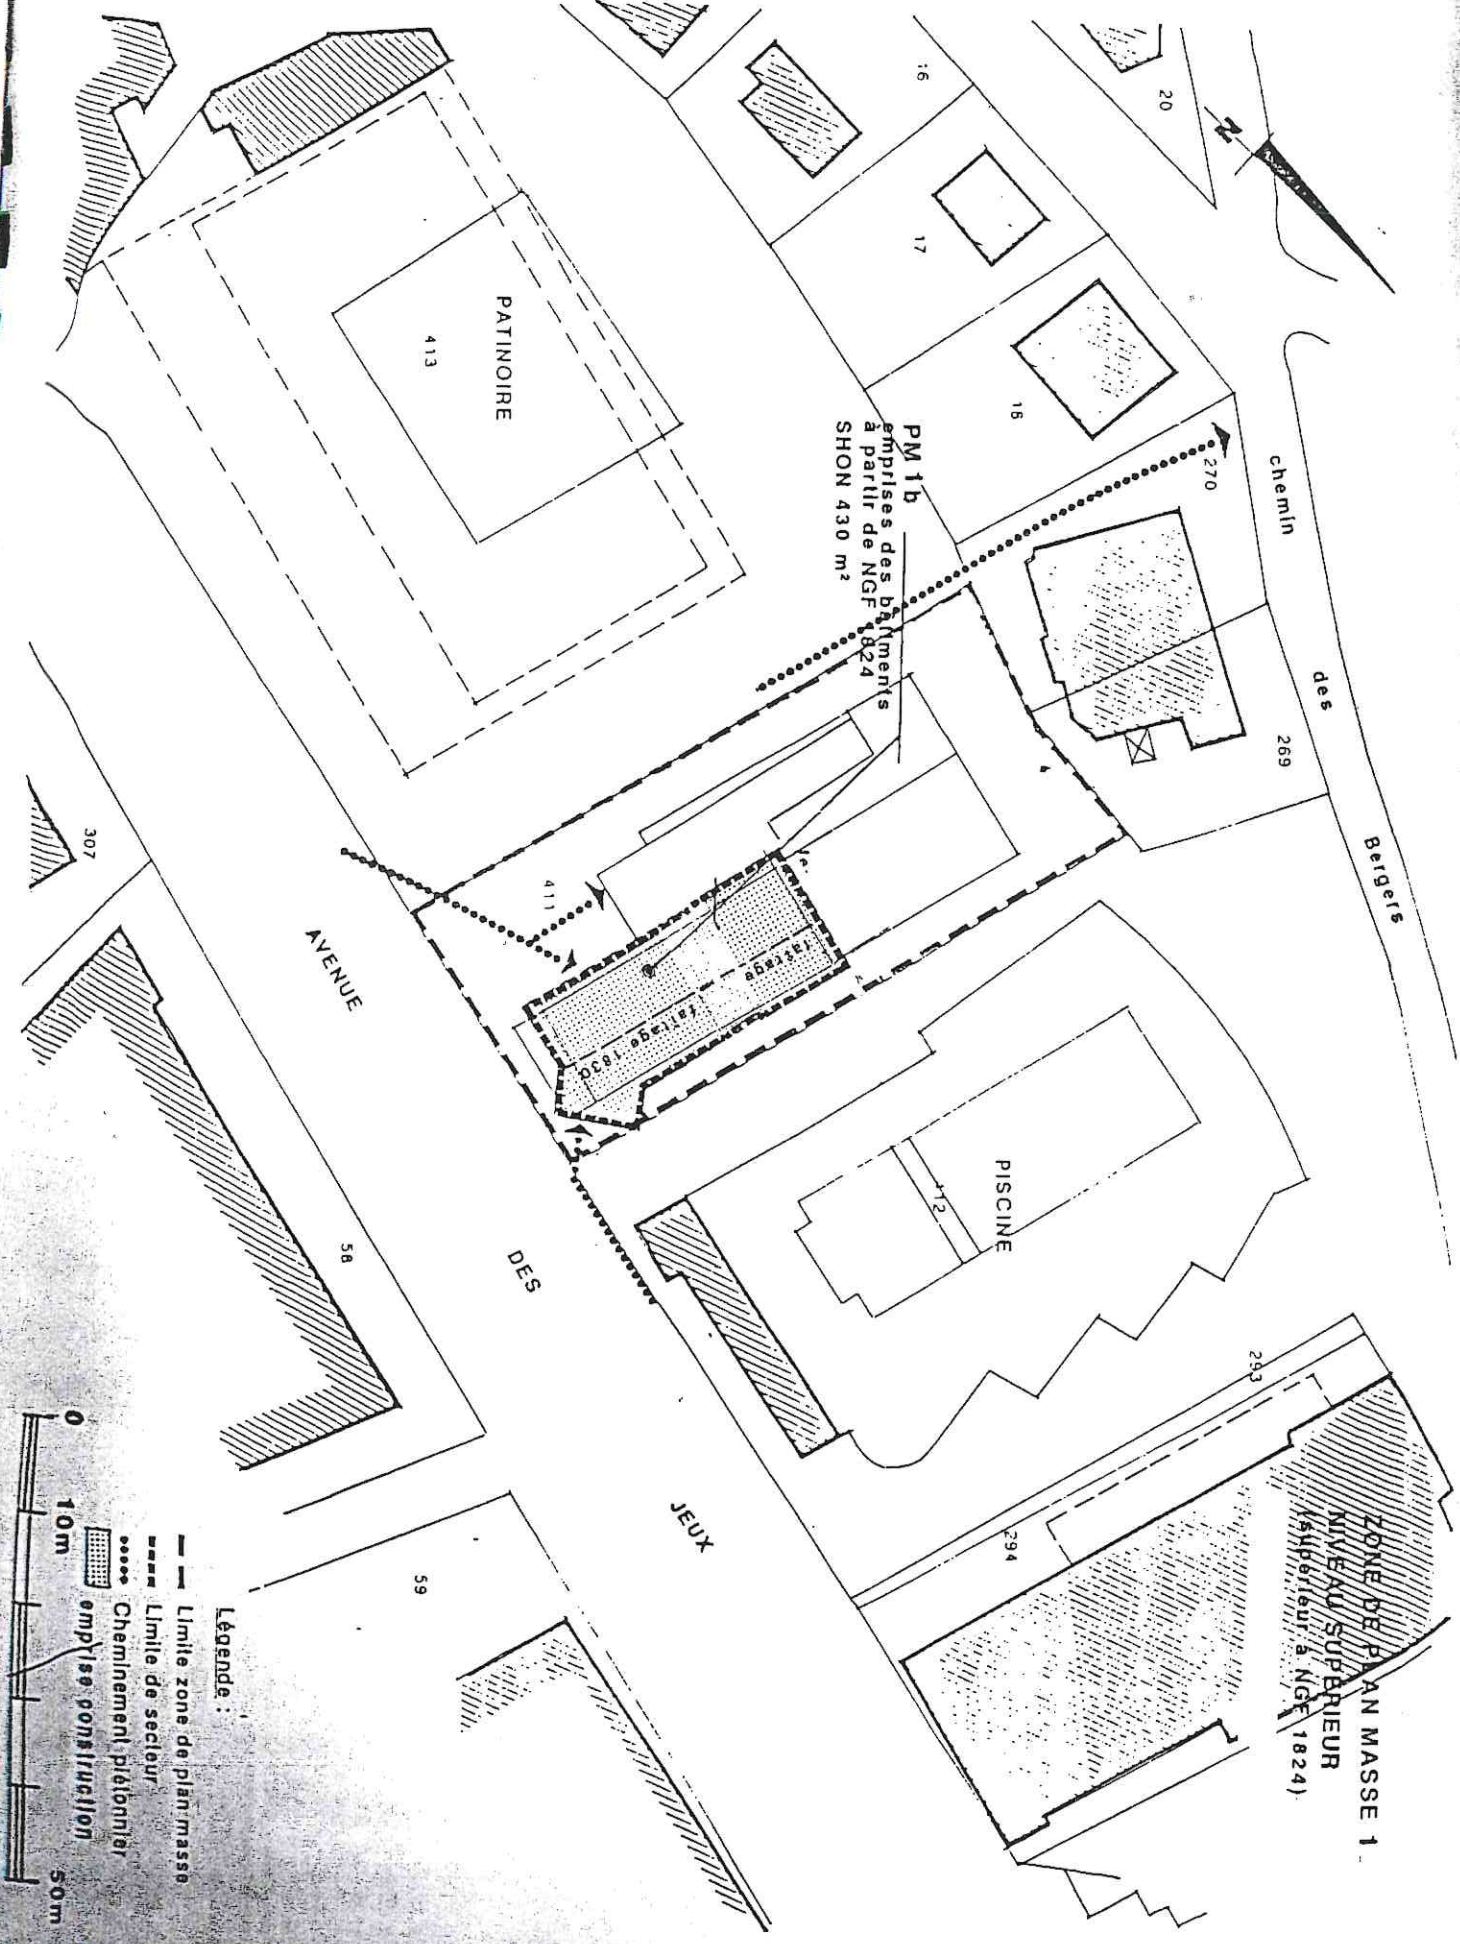 ZONE DE PLAN MASSE 1
NIVEAU SUPERIEUR
(supérieur à NGF 1824)
chemin
des
Bergers
20
16
17
18
270
269
N
PM 1b
emprises des bâtiments
à partir de NGF 1824
SHON 430 m²
PATINOIRE
413
411
faîtage
faîtage 1830
PISCINE
293
294
AVENUE
DES
JEUX
307
58
59
Légende :
Limite zone de plan masse
Limite de secteur
Cheminement piétonnier
emprise construction
0
10m
50m